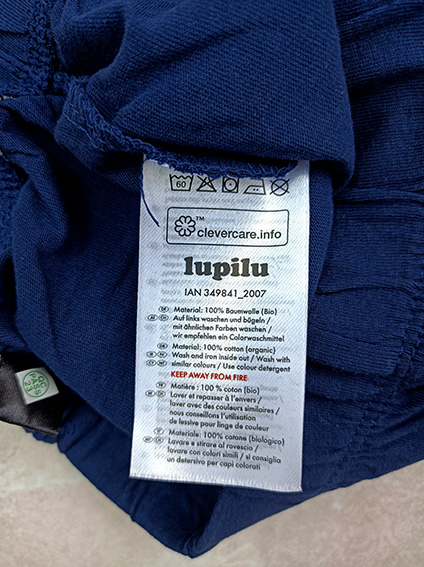 60
TM
clevercare.info
lupilu
IAN 349841_2007
Material: 100% Baumwolle (Bio)
Auf links waschen und bügeln /
mit ähnlichen Farben waschen /
wir empfehlen ein Colorwaschmittel
Material: 100% cotton (organic)
Wash and iron inside out / Wash with
similar colours / Use colour detergent
KEEP AWAY FROM FIRE
Matière : 100 % coton (bio)
Laver et repasser à l'envers /
laver avec des couleurs similaires /
nous conseillons l'utilisation
de lessive pour linge de couleur
Materiale: 100% cotone (biologico)
Lavare e stirare al rovescio /
lavare con colori simili / si consiglia
un detersivo per capi colorati